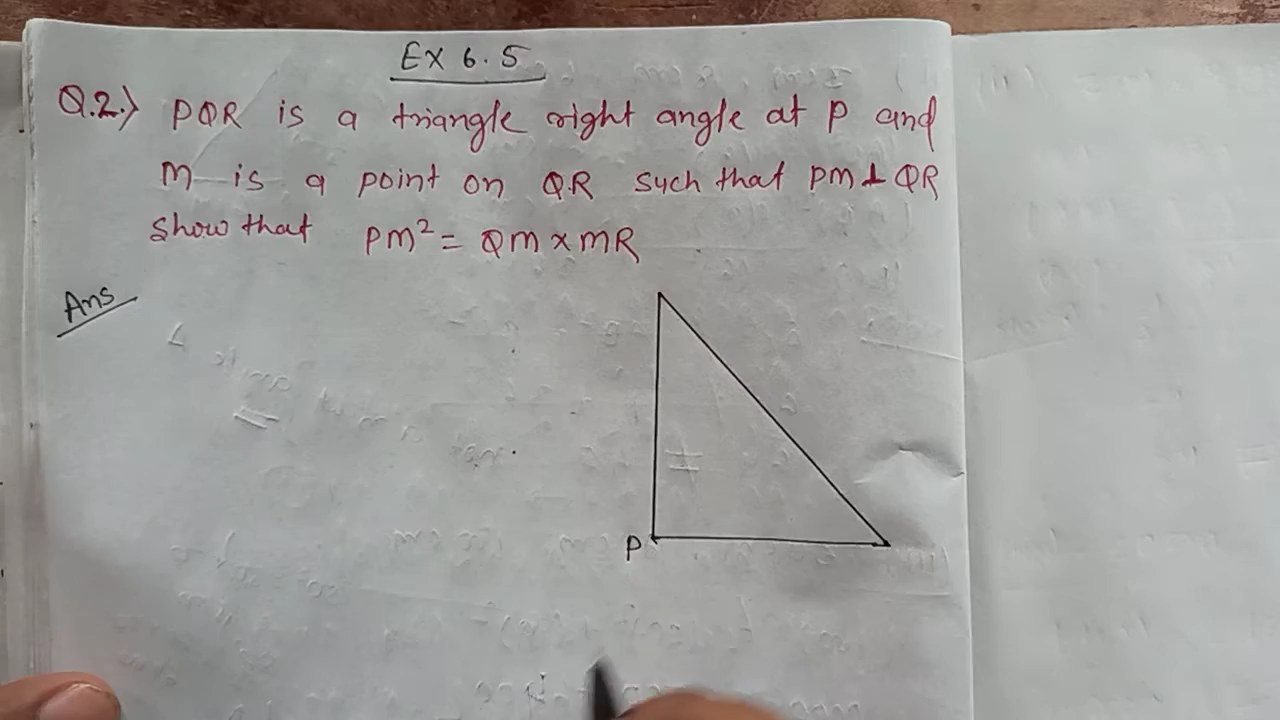 EX 6.5
Q.2.) PQR is a triangle right angle at P and
M is a point on QR such that PM ⊥ QR
Show that PM² = QM × MR
Ans
P